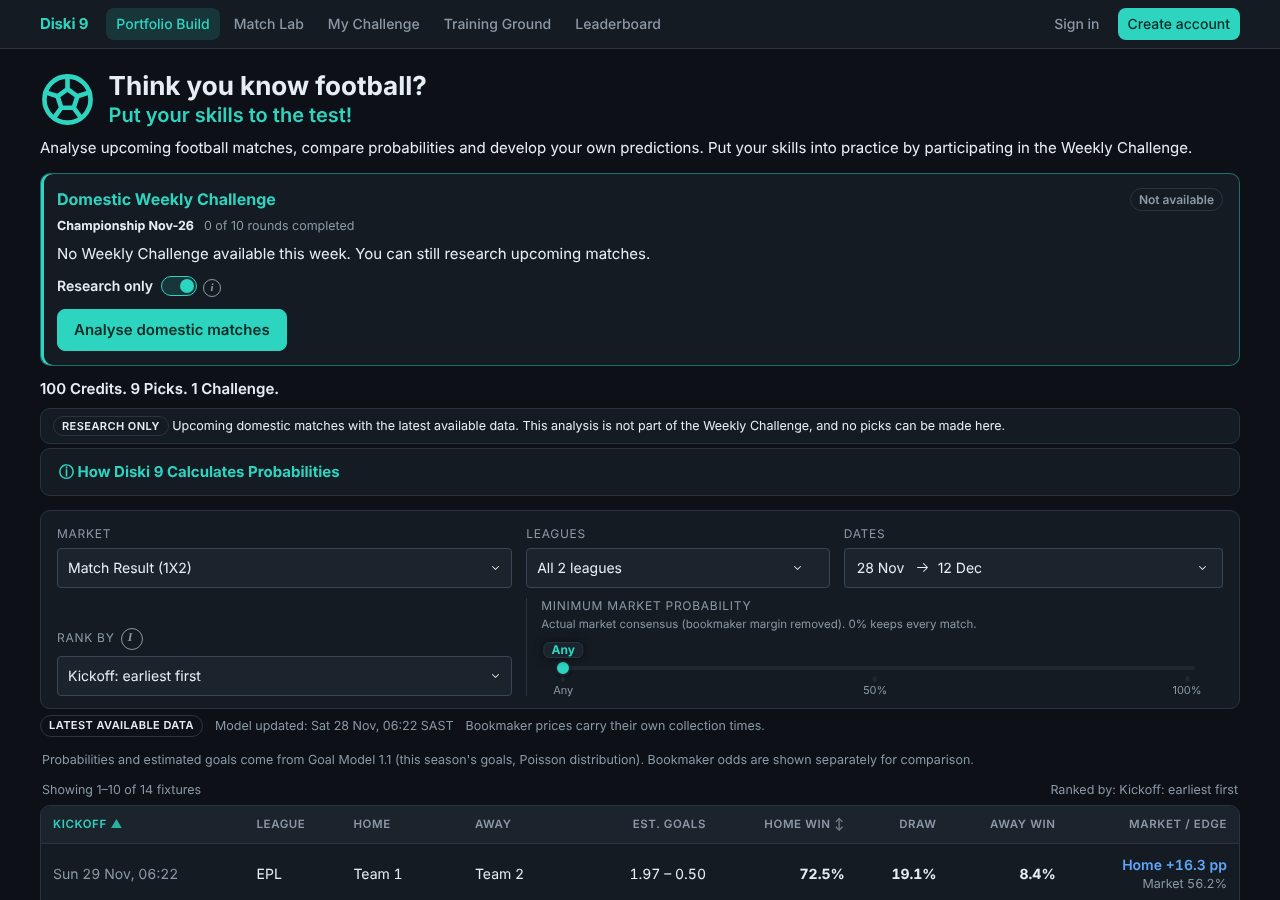 Diski 9 Portfolio Build Match Lab My Challenge Training Ground Leaderboard Sign in Create account
Think you know football?
Put your skills to the test!
Analyse upcoming football matches, compare probabilities and develop your own predictions. Put your skills into practice by participating in the Weekly Challenge.
Domestic Weekly Challenge Not available
Championship Nov-26 0 of 10 rounds completed
No Weekly Challenge available this week. You can still research upcoming matches.
Research only i
Analyse domestic matches
100 Credits. 9 Picks. 1 Challenge.
RESEARCH ONLY Upcoming domestic matches with the latest available data. This analysis is not part of the Weekly Challenge, and no picks can be made here.
ⓘ How Diski 9 Calculates Probabilities
MARKET LEAGUES DATES
Match Result (1X2) All 2 leagues 28 Nov → 12 Dec
MINIMUM MARKET PROBABILITY
Actual market consensus (bookmaker margin removed). 0% keeps every match.
RANK BY i
Any
Kickoff: earliest first
Any 50% 100%
LATEST AVAILABLE DATA Model updated: Sat 28 Nov, 06:22 SAST Bookmaker prices carry their own collection times.
Probabilities and estimated goals come from Goal Model 1.1 (this season's goals, Poisson distribution). Bookmaker odds are shown separately for comparison.
Showing 1–10 of 14 fixtures Ranked by: Kickoff: earliest first
KICKOFF ▲ LEAGUE HOME AWAY EST. GOALS HOME WIN ↕ DRAW AWAY WIN MARKET / EDGE
Sun 29 Nov, 06:22 EPL Team 1 Team 2 1.97 – 0.50 72.5% 19.1% 8.4% Home +16.3 pp
Market 56.2%